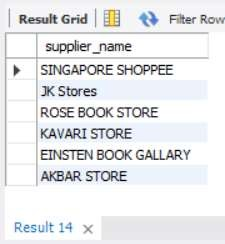 Result Grid Filter Row
supplier_name
SINGAPORE SHOPPEE
JK Stores
ROSE BOOK STORE
KAVARI STORE
EINSTEN BOOK GALLARY
AKBAR STORE
Result 14 ×